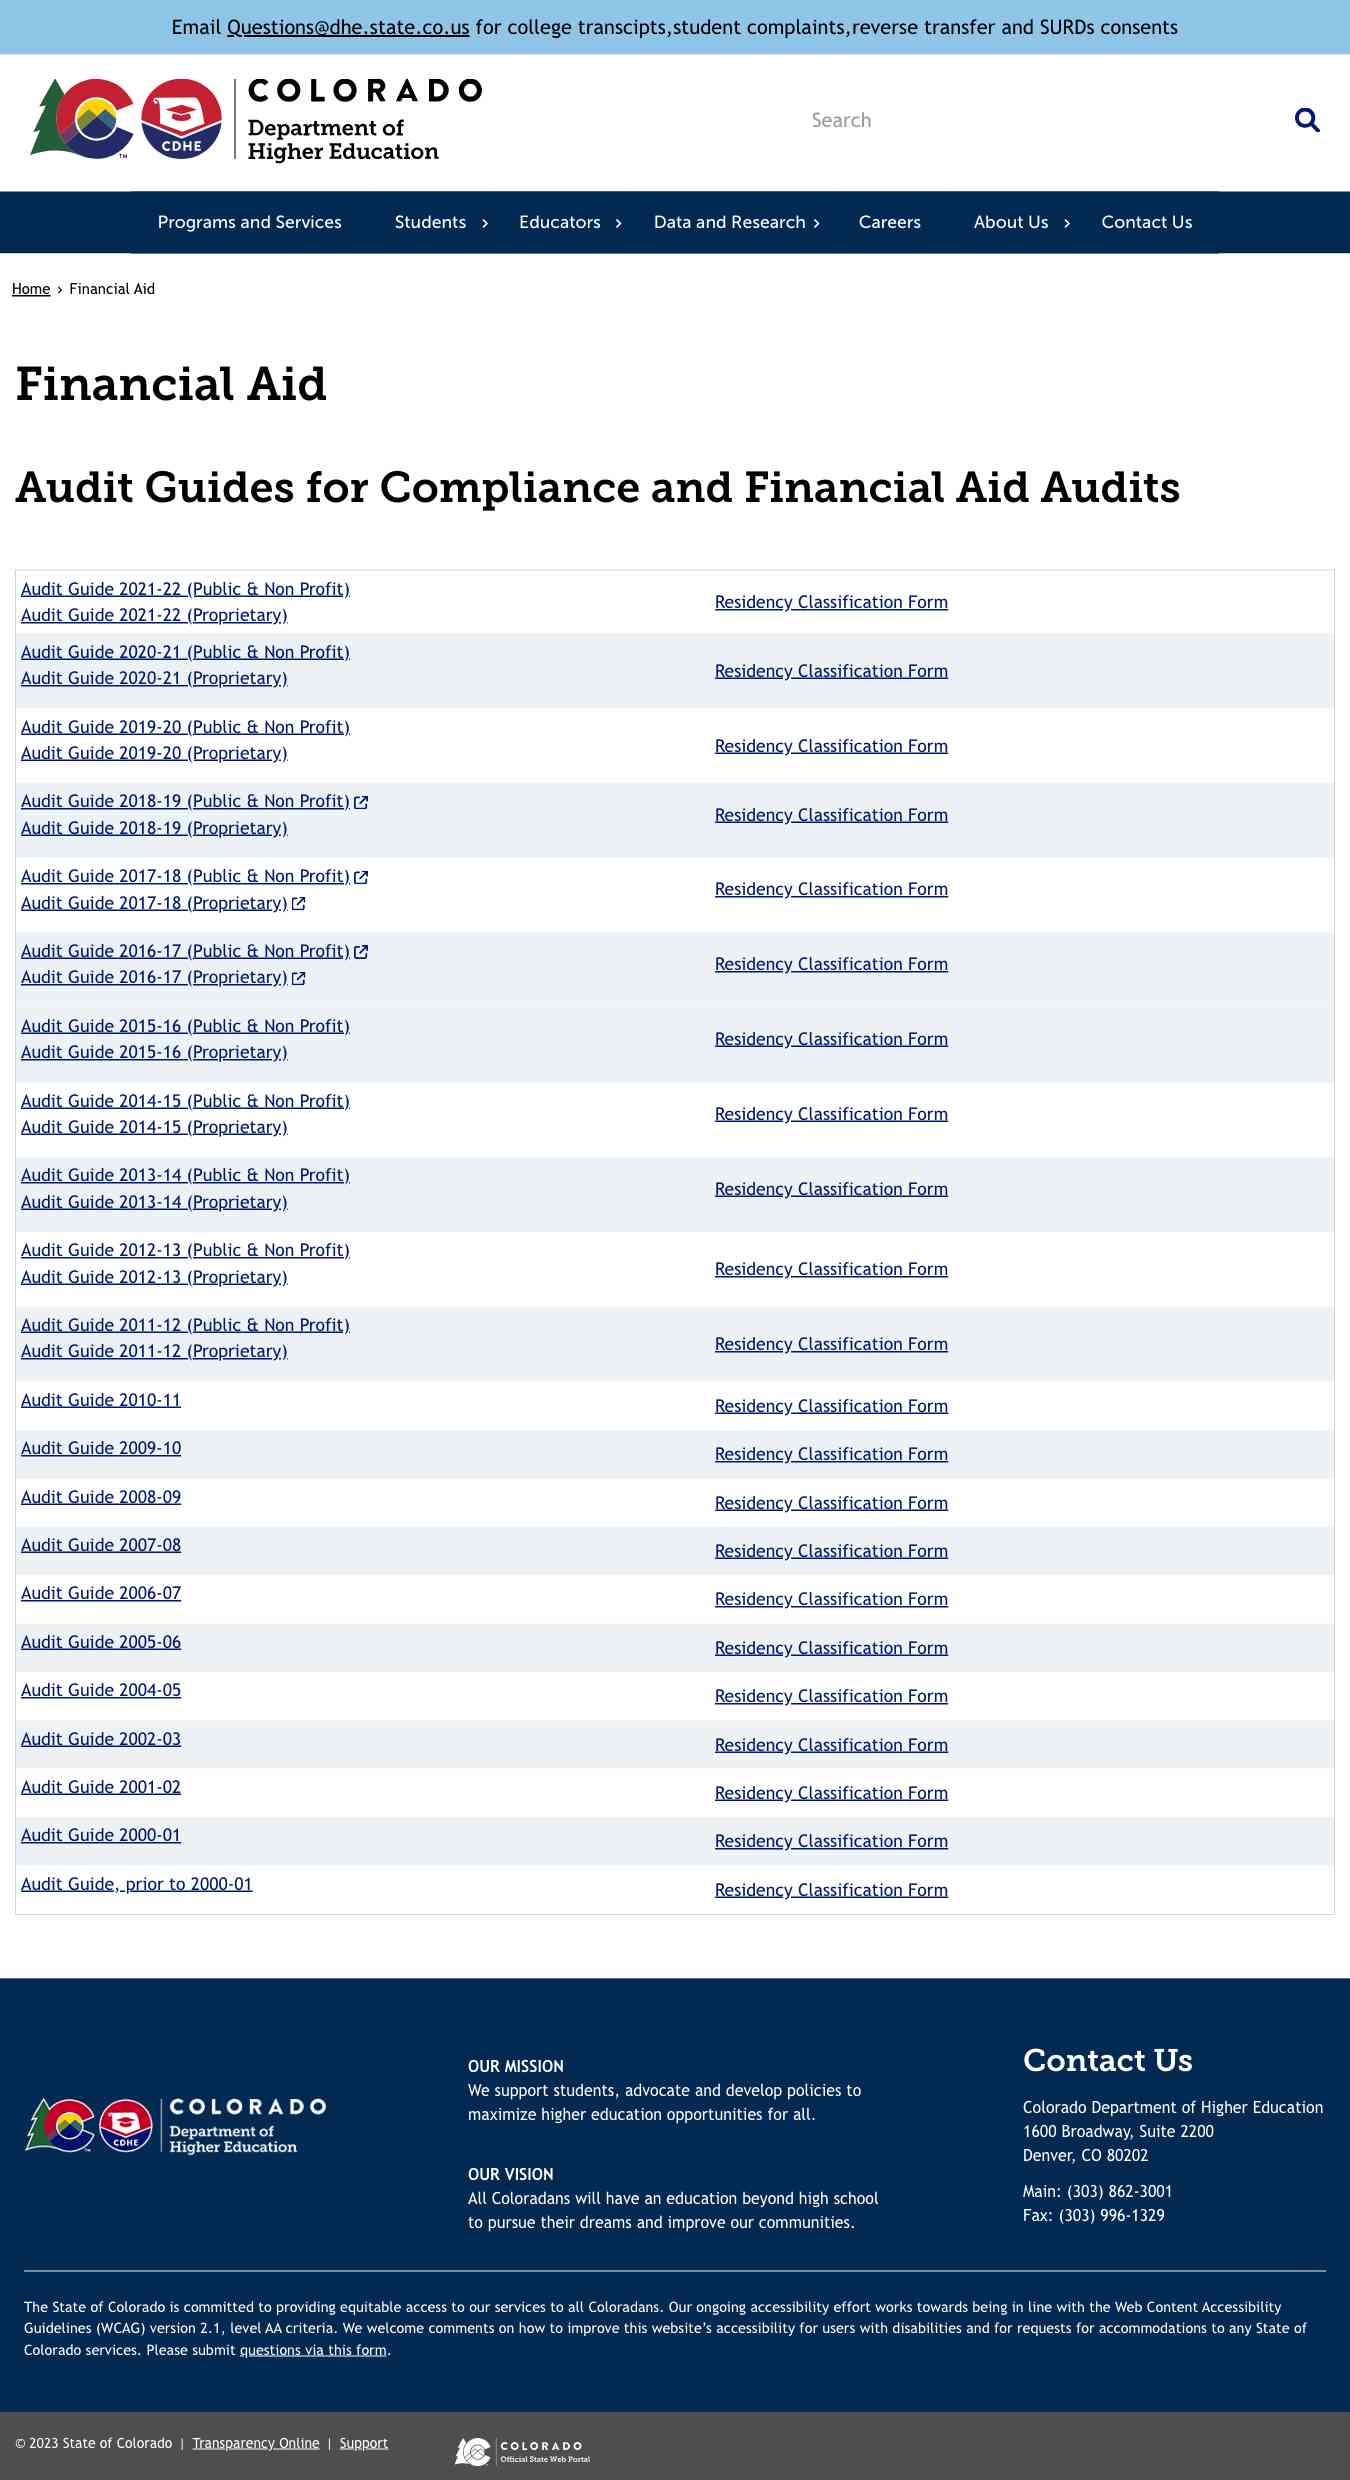 Email Questions@dhe.state.co.us for college transcipts,student complaints,reverse transfer and SURDs consents
COLORADO
Department of
Higher Education
CDHE
TM
Search
Programs and Services Students Educators Data and Research Careers About Us Contact Us
Home › Financial Aid
Financial Aid
Audit Guides for Compliance and Financial Aid Audits
Audit Guide 2021-22 (Public & Non Profit)
Audit Guide 2021-22 (Proprietary)
Residency Classification Form
Audit Guide 2020-21 (Public & Non Profit)
Audit Guide 2020-21 (Proprietary)
Residency Classification Form
Audit Guide 2019-20 (Public & Non Profit)
Audit Guide 2019-20 (Proprietary)
Residency Classification Form
Audit Guide 2018-19 (Public & Non Profit)
Audit Guide 2018-19 (Proprietary)
Residency Classification Form
Audit Guide 2017-18 (Public & Non Profit)
Audit Guide 2017-18 (Proprietary)
Residency Classification Form
Audit Guide 2016-17 (Public & Non Profit)
Audit Guide 2016-17 (Proprietary)
Residency Classification Form
Audit Guide 2015-16 (Public & Non Profit)
Audit Guide 2015-16 (Proprietary)
Residency Classification Form
Audit Guide 2014-15 (Public & Non Profit)
Audit Guide 2014-15 (Proprietary)
Residency Classification Form
Audit Guide 2013-14 (Public & Non Profit)
Audit Guide 2013-14 (Proprietary)
Residency Classification Form
Audit Guide 2012-13 (Public & Non Profit)
Audit Guide 2012-13 (Proprietary)
Residency Classification Form
Audit Guide 2011-12 (Public & Non Profit)
Audit Guide 2011-12 (Proprietary)
Residency Classification Form
Audit Guide 2010-11
Residency Classification Form
Audit Guide 2009-10
Residency Classification Form
Audit Guide 2008-09
Residency Classification Form
Audit Guide 2007-08
Residency Classification Form
Audit Guide 2006-07
Residency Classification Form
Audit Guide 2005-06
Residency Classification Form
Audit Guide 2004-05
Residency Classification Form
Audit Guide 2002-03
Residency Classification Form
Audit Guide 2001-02
Residency Classification Form
Audit Guide 2000-01
Residency Classification Form
Audit Guide, prior to 2000-01
Residency Classification Form
COLORADO
Department of
Higher Education
CDHE
OUR MISSION
We support students, advocate and develop policies to
maximize higher education opportunities for all.
OUR VISION
All Coloradans will have an education beyond high school
to pursue their dreams and improve our communities.
Contact Us
Colorado Department of Higher Education
1600 Broadway, Suite 2200
Denver, CO 80202
Main: (303) 862-3001
Fax: (303) 996-1329
The State of Colorado is committed to providing equitable access to our services to all Coloradans. Our ongoing accessibility effort works towards being in line with the Web Content Accessibility
Guidelines (WCAG) version 2.1, level AA criteria. We welcome comments on how to improve this website’s accessibility for users with disabilities and for requests for accommodations to any State of
Colorado services. Please submit questions via this form.
© 2023 State of Colorado | Transparency Online | Support
COLORADO
Official State Web Portal